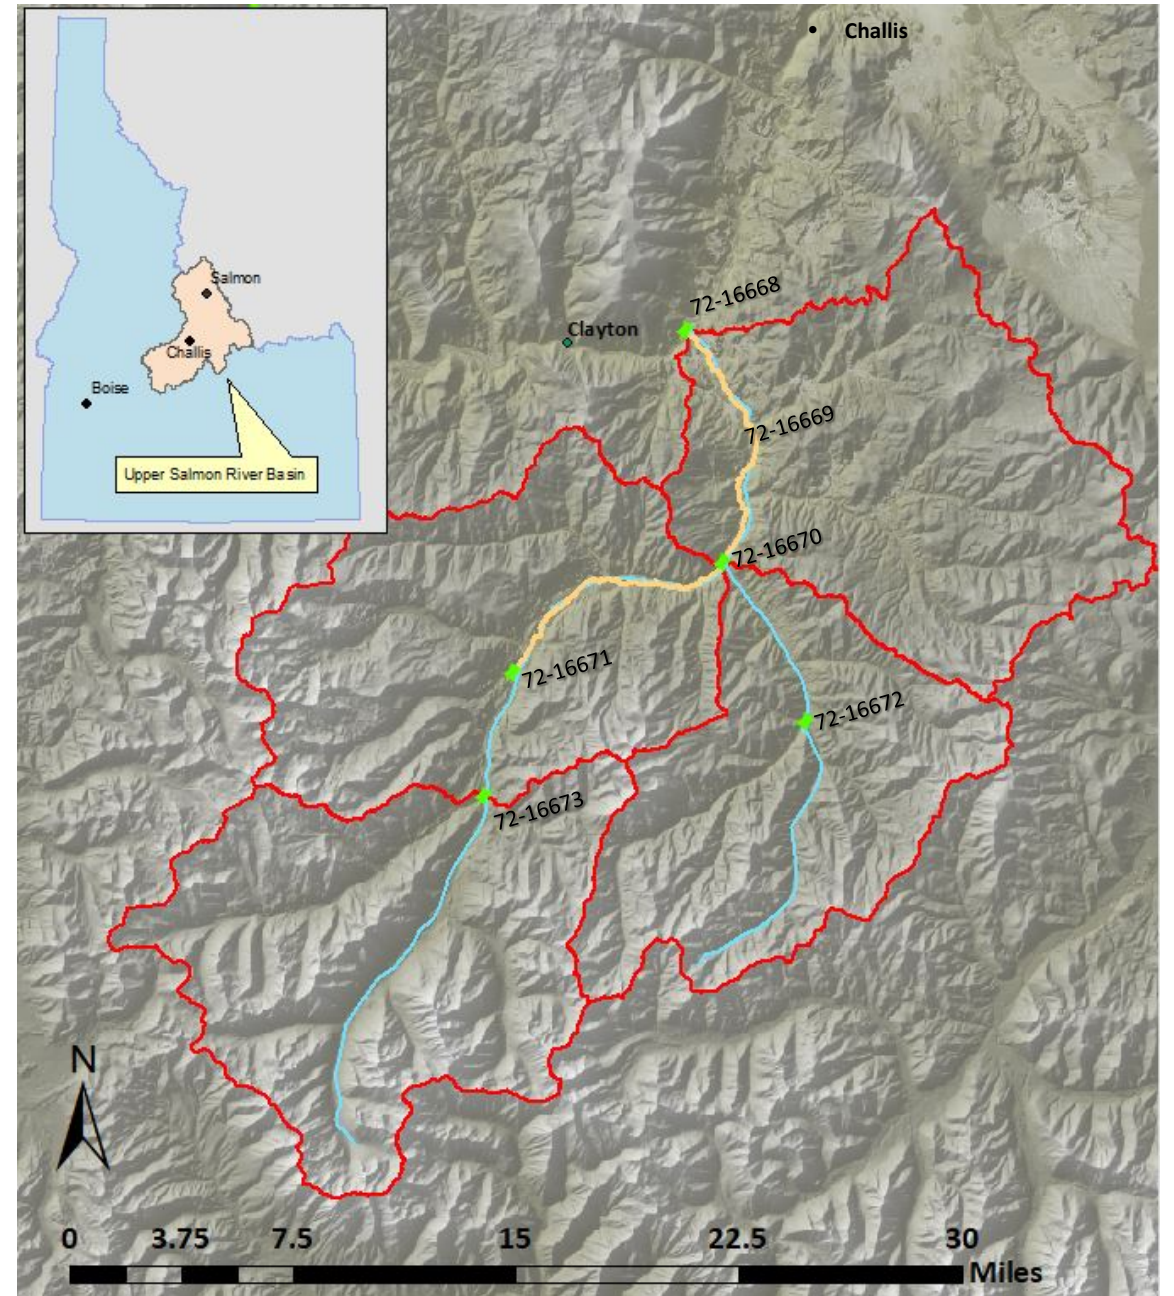 Challis
Salmon
Challis
Boise
Upper Salmon River Basin
72-16668
Clayton
72-16669
72-16670
72-16671
72-16672
72-16673
N
0 3.75 7.5 15 22.5 30
Miles